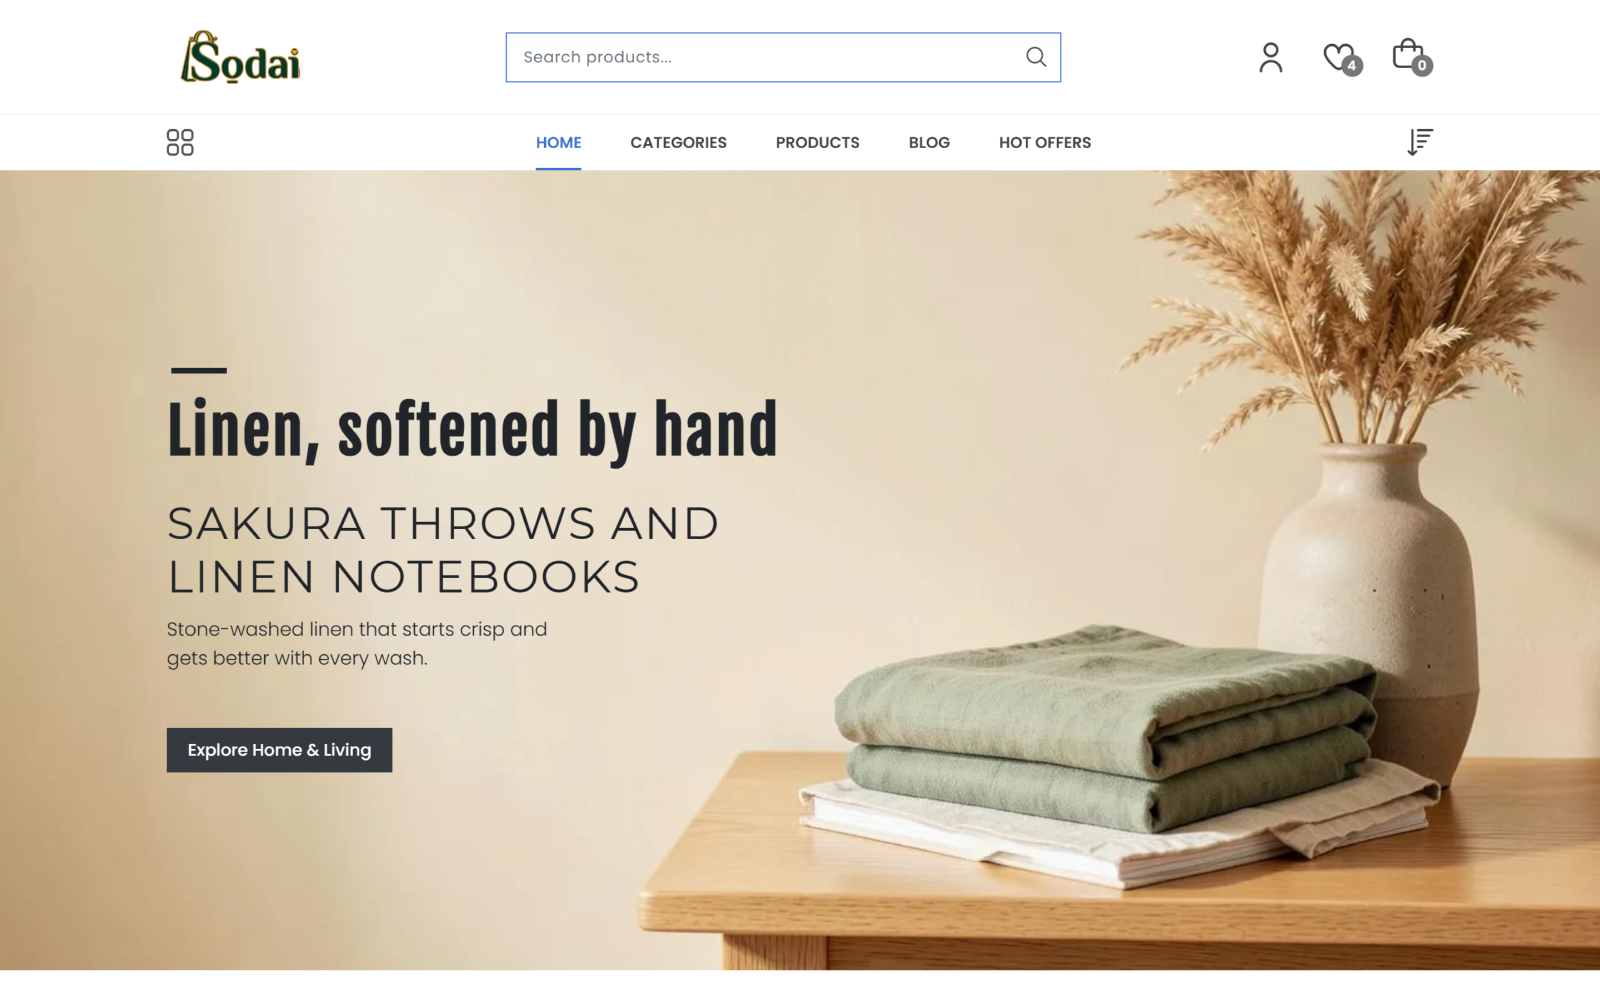 Sodai
Search products...
4
0
HOME
CATEGORIES
PRODUCTS
BLOG
HOT OFFERS
Linen, softened by hand
SAKURA THROWS AND
LINEN NOTEBOOKS
Stone-washed linen that starts crisp and
gets better with every wash.
Explore Home & Living